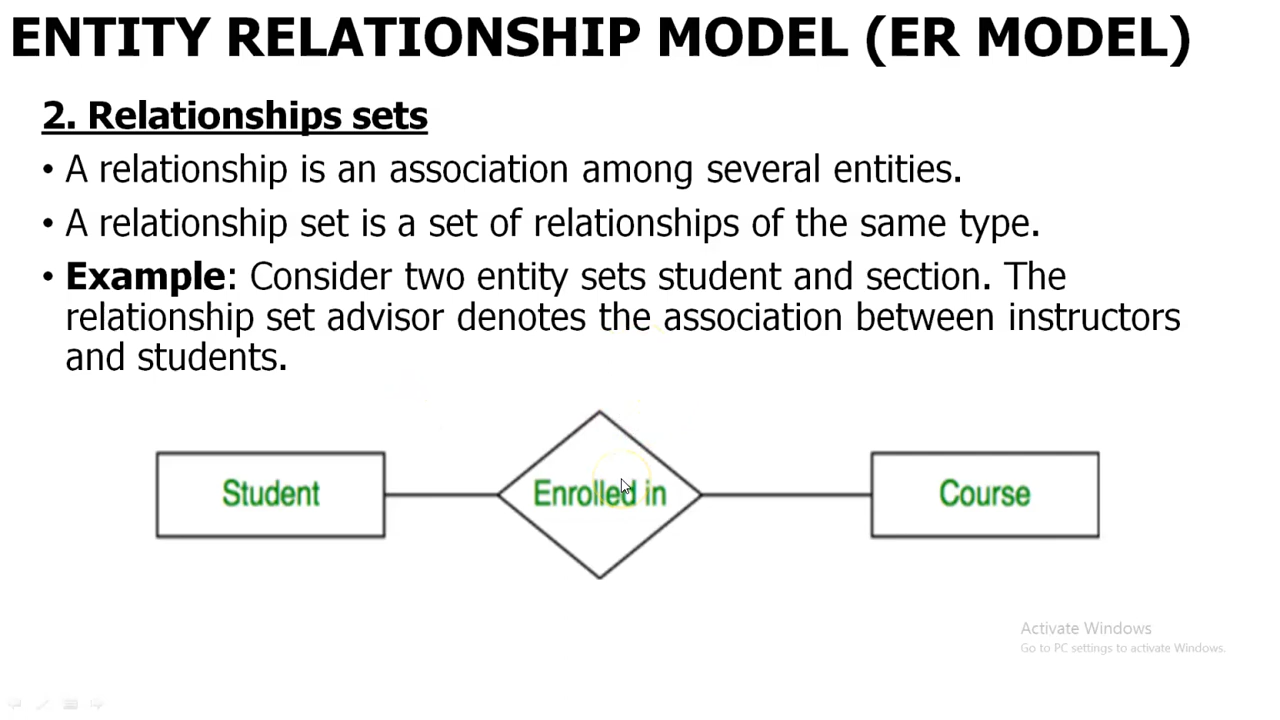 ENTITY RELATIONSHIP MODEL (ER MODEL)
2. Relationships sets
• A relationship is an association among several entities.
• A relationship set is a set of relationships of the same type.
• Example: Consider two entity sets student and section. The
relationship set advisor denotes the association between instructors
and students.
Student
Enrolled in
Course
Activate Windows
Go to PC settings to activate Windows.